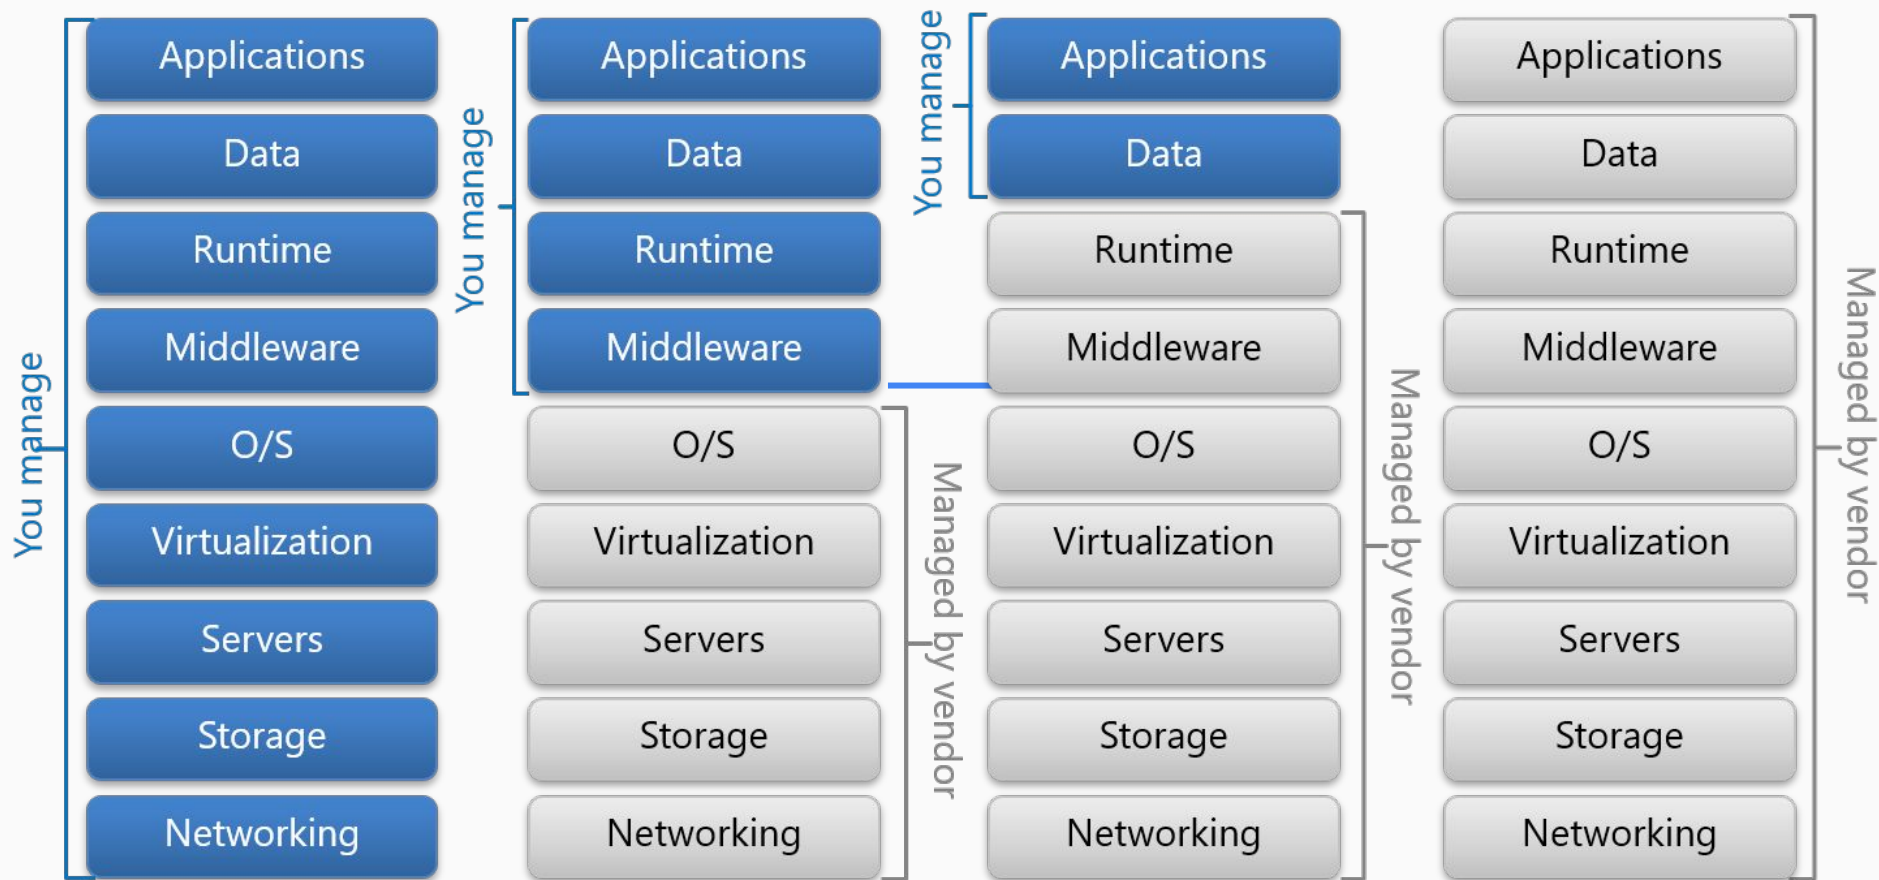 You manage
Applications
Data
Runtime
Middleware
O/S
Virtualization
Servers
Storage
Networking
You manage
Applications
Data
Runtime
Middleware
O/S
Virtualization
Servers
Storage
Networking
Managed by vendor
You manage
Applications
Data
Runtime
Middleware
O/S
Virtualization
Servers
Storage
Networking
Managed by vendor
Applications
Data
Runtime
Middleware
O/S
Virtualization
Servers
Storage
Networking
Managed by vendor